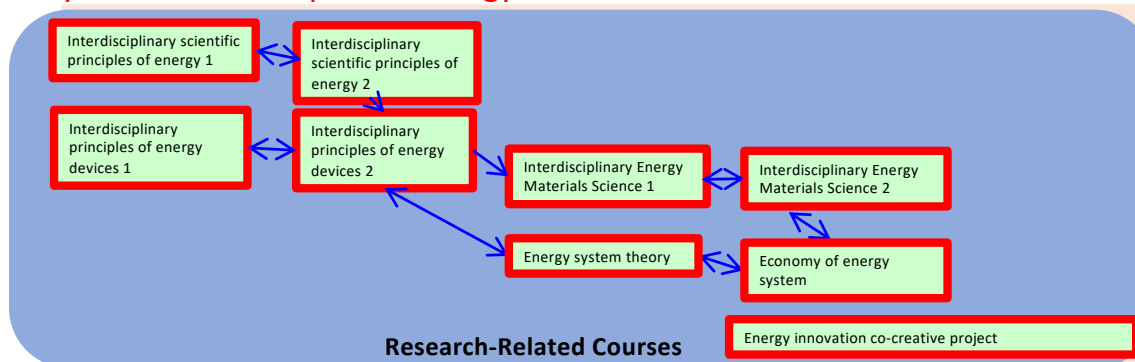 Interdisciplinary scientific
principles of energy 1
Interdisciplinary
scientific principles of
energy 2
Interdisciplinary
principles of energy
devices 1
Interdisciplinary
principles of energy
devices 2
Interdisciplinary Energy
Materials Science 1
Interdisciplinary Energy
Materials Science 2
Energy system theory
Economy of energy
system
Energy innovation co-creative project
Research-Related Courses